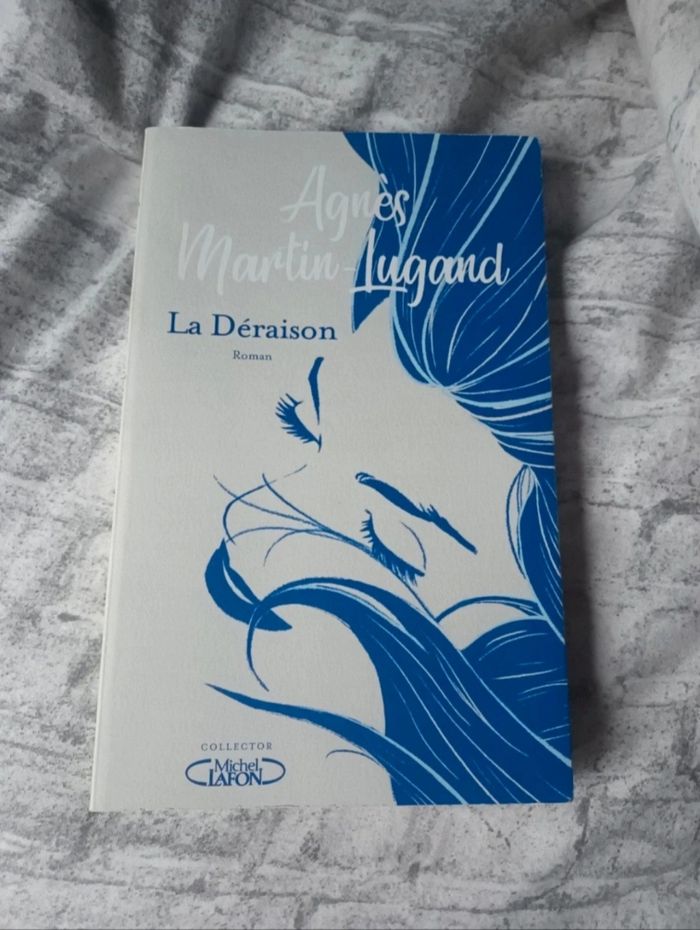 Agnès
Martin-Lugand
La Déraison
Roman
COLLECTOR
Michel
LAFON